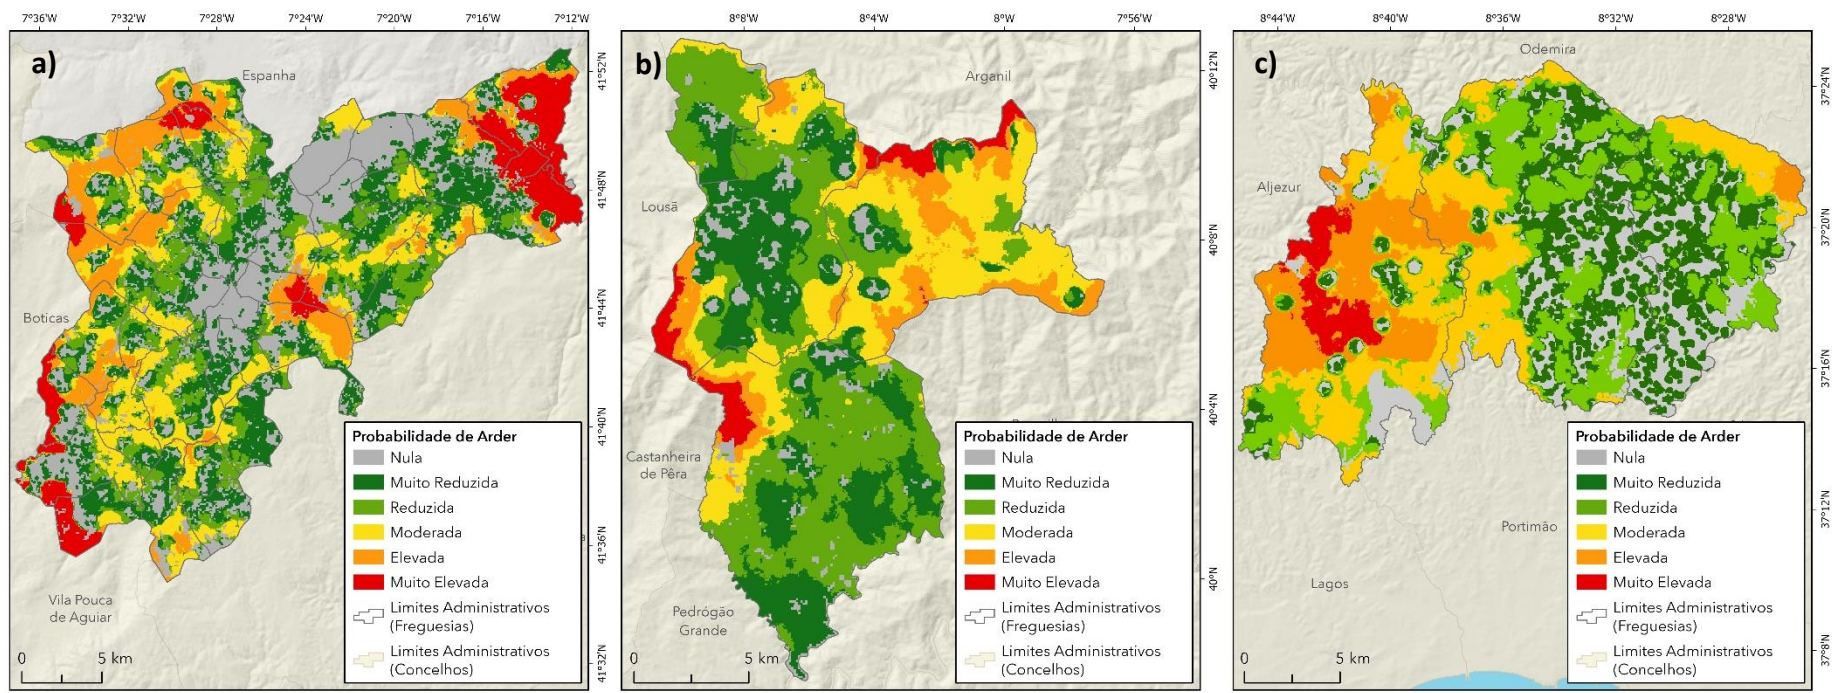 7°36'W 7°32'W 7°28'W 7°24'W 7°16'W 7°12'W
a)
Espanha
Boticas
Vila Pouca
de Aguiar
41°52'N
41°48'N
41°44'N
41°40'N
41°36'N
41°32'N
Probabilidade de Arder
Nula
Muito Reduzida
Reduzida
Moderada
Elevada
Muito Elevada
Limites Administrativos
(Freguesias)
Limites Administrativos
(Concelhos)
0 5 km
8°8'W 8°4'W 8°W 7°56'W
b)
Arganil
Lousã
Castanheira
de Pêra
Pedrógão
Grande
40°12'N
40°8'N
40°4'N
40°N
Probabilidade de Arder
Nula
Muito Reduzida
Reduzida
Moderada
Elevada
Muito Elevada
Limites Administrativos
(Freguesias)
Limites Administrativos
(Concelhos)
0 5 km
8°44'W 8°40'W 8°36'W 8°32'W 8°28'W
c)
Odemira
Aljezur
Portimão
Lagos
37°24'N
37°20'N
37°16'N
37°12'N
37°8'N
Probabilidade de Arder
Nula
Muito Reduzida
Reduzida
Moderada
Elevada
Muito Elevada
Limites Administrativos
(Freguesias)
Limites Administrativos
(Concelhos)
0 5 km